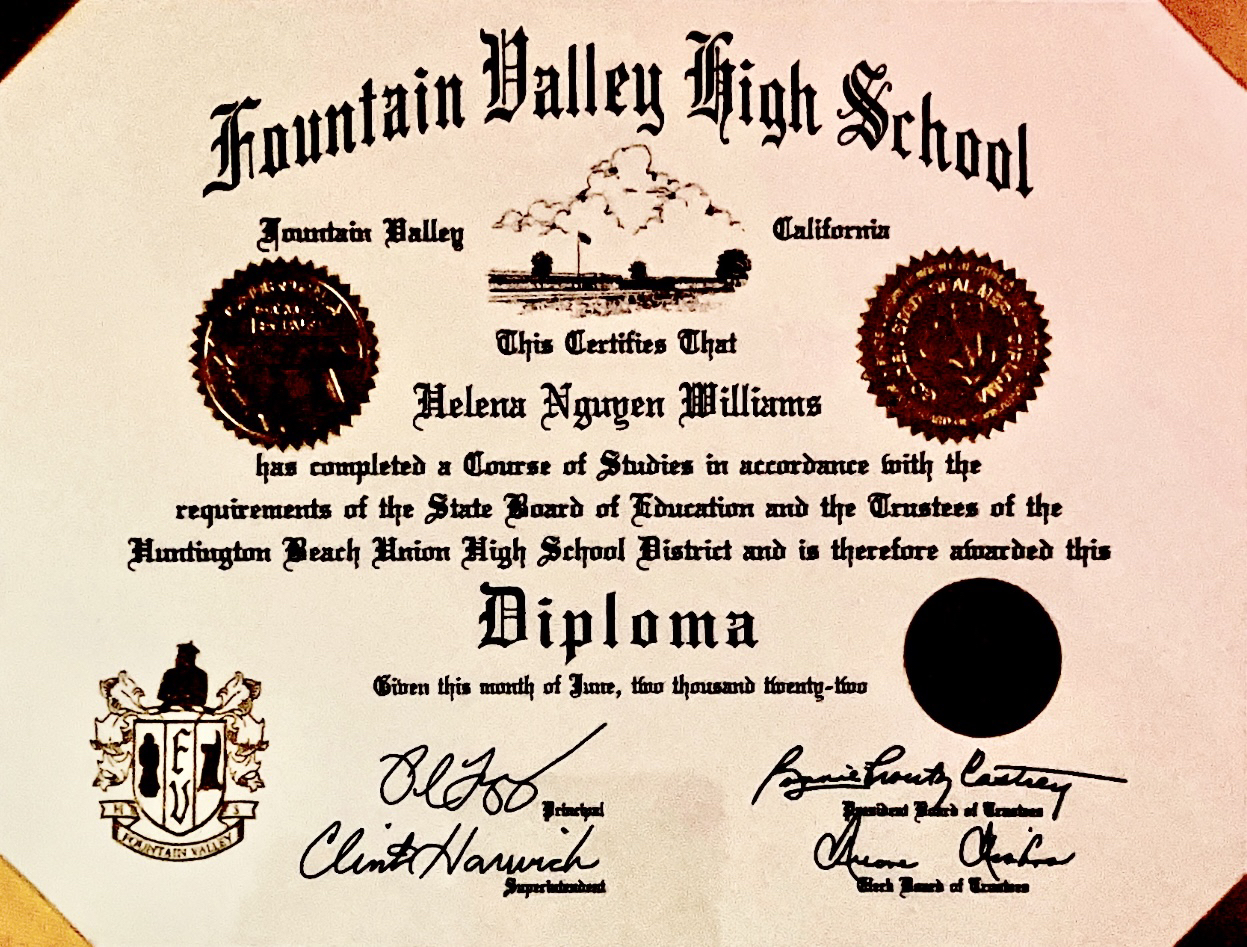 Fountain Valley High School
Fountain Valley California
This Certifies That
Helena Nguyen Williams
has completed a Course of Studies in accordance with the
requirements of the State Board of Education and the Trustees of the
Huntington Beach Union High School District and is therefore awarded this
Diploma
Given this month of June, two thousand twenty-two
F
V
H S
FOUNTAIN VALLEY
Principal
President Board of Trustees
Clint Harwich
Superintendent
Clerk Board of Trustees